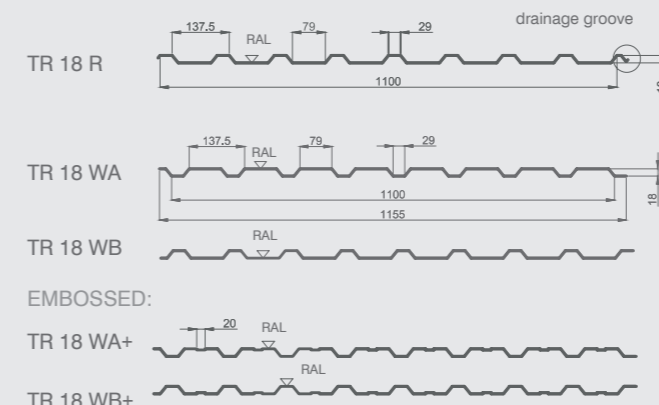 drainage groove
137.5 79 29
RAL
TR 18 R
1100
137.5 79 29
RAL
TR 18 WA
1100
18
1155
RAL
TR 18 WB
EMBOSSED:
20 RAL
TR 18 WA+
RAL
TR 18 WB+